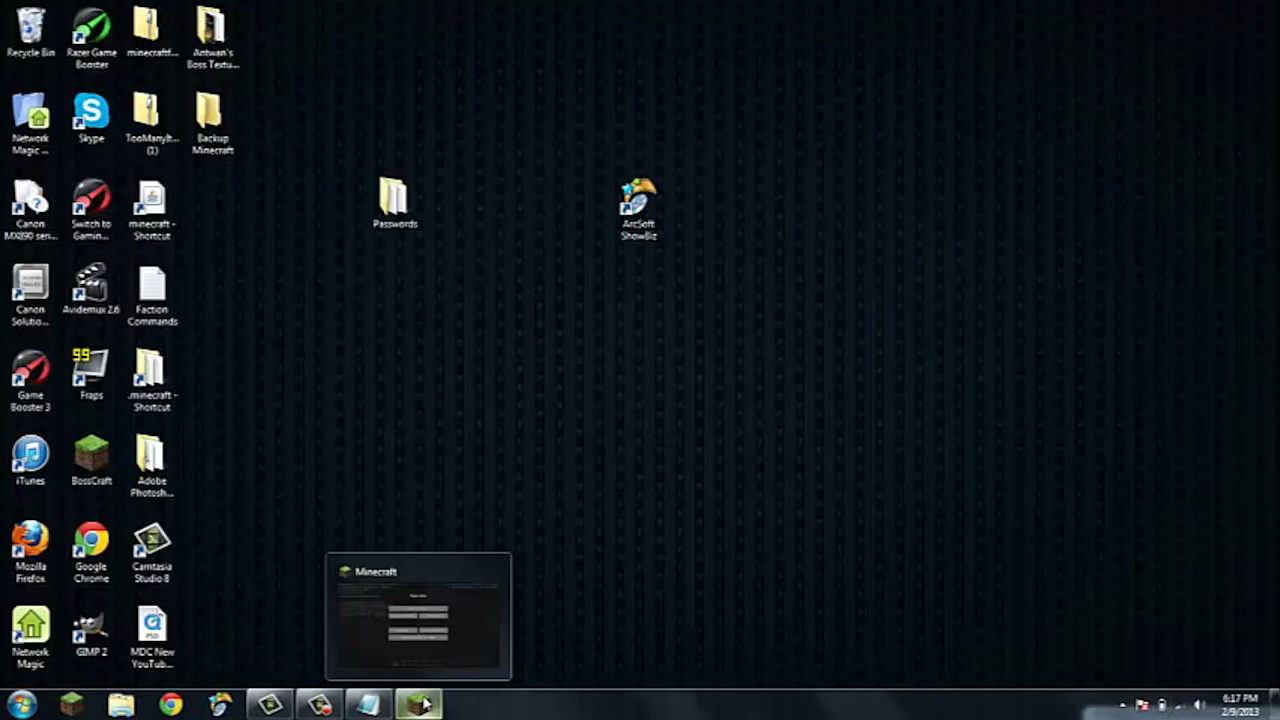 Recycle Bin
Razer Game
Booster
minecraftf...
Antwan's
Boss Textu...
Network
Magic ...
Skype
TooManyIt...
(1)
Backup
Minecraft
Canon
MX890 seri...
Switch to
Gamin...
minecraft -
Shortcut
Passwords
ArcSoft
ShowBiz
Canon
Solutio...
Avidemux 2.6
Faction
Commands
99
Game
Booster 3
Fraps
.minecraft -
Shortcut
iTunes
BossCraft
Adobe
Photosh...
Mozilla
Firefox
Google
Chrome
Camtasia
Studio 8
Minecraft
Network
Magic
GIMP 2
PSD
MDC New
YouTub...
6:17 PM
2/9/2013